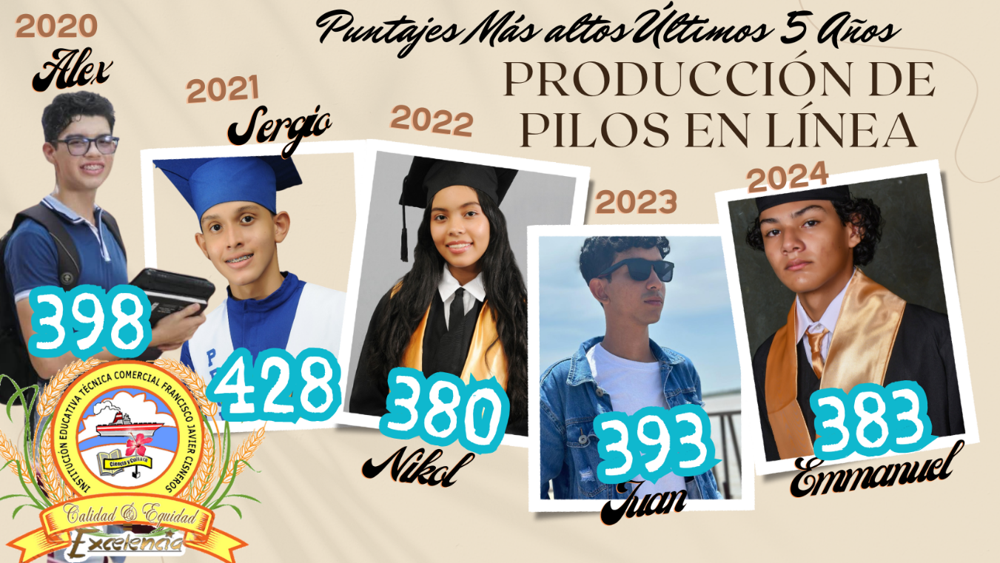 Puntajes Más altos Últimos 5 Años
PRODUCCIÓN DE
PILOS EN LÍNEA
2020
Alex
398
2021
Sergio
428
2022
380
Nikol
2023
393
Juan
2024
383
Emmanuel
INSTITUCIÓN EDUCATIVA TÉCNICA COMERCIAL FRANCISCO JAVIER CISNEROS
Ciencia y Cultura
Calidad & Equidad
Excelencia